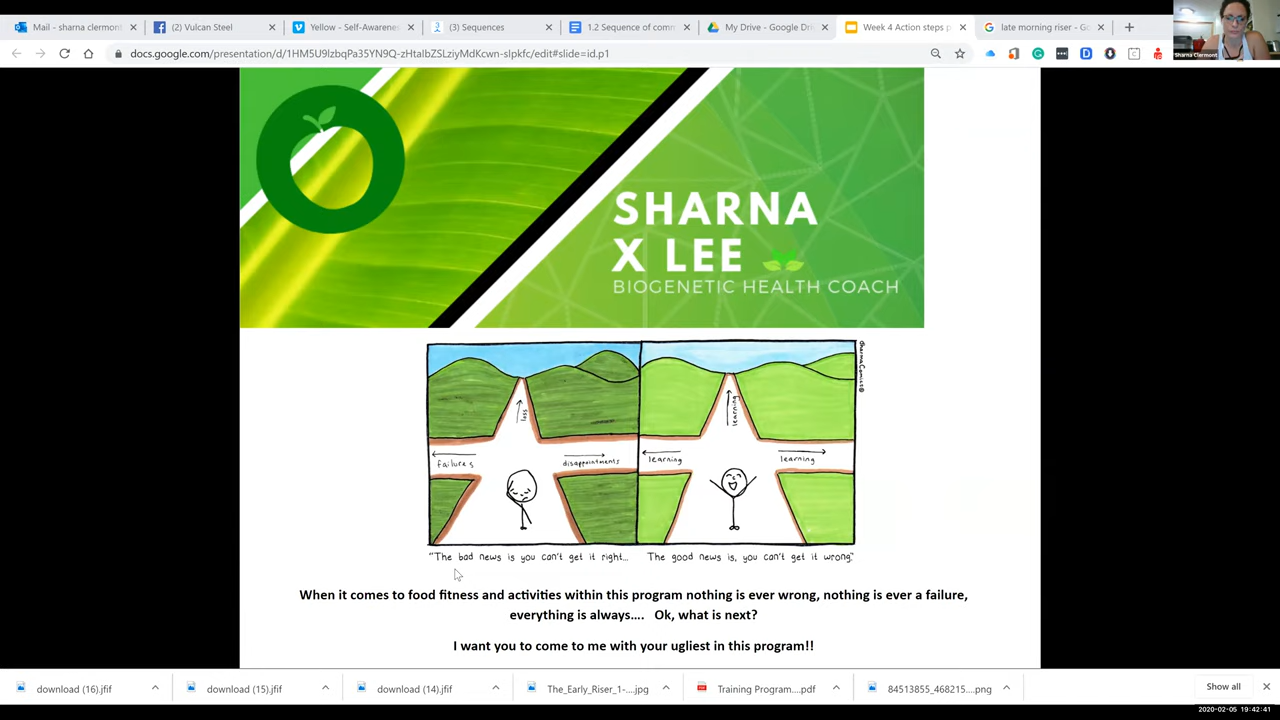 Mail - sharna clermont
(2) Vulcan Steel
Yellow - Self-Awarene
(3) Sequences
1.2 Sequence of comm
My Drive - Google Dri
Week 4 Action steps p
late morning riser - Go
docs.google.com/presentation/d/
/edit#slide=id.p1
Sharna Clermont
SHARNA
X LEE
BIOGENETIC HEALTH COACH
SharnaComics©
loss
failures
disappointments
learning
learning
learning
"The bad news is you can't get it right...
The good news is, you can't get it wrong."
When it comes to food fitness and activities within this program nothing is ever wrong, nothing is ever a failure,
everything is always…. Ok, what is next?
I want you to come to me with your ugliest in this program!!
download (16).jfif
download (15).jfif
download (14).jfif
The_Early_Riser_1-....jpg
Training Program....pdf
84513855_468215....png
Show all
2020-02-05 19:42:41